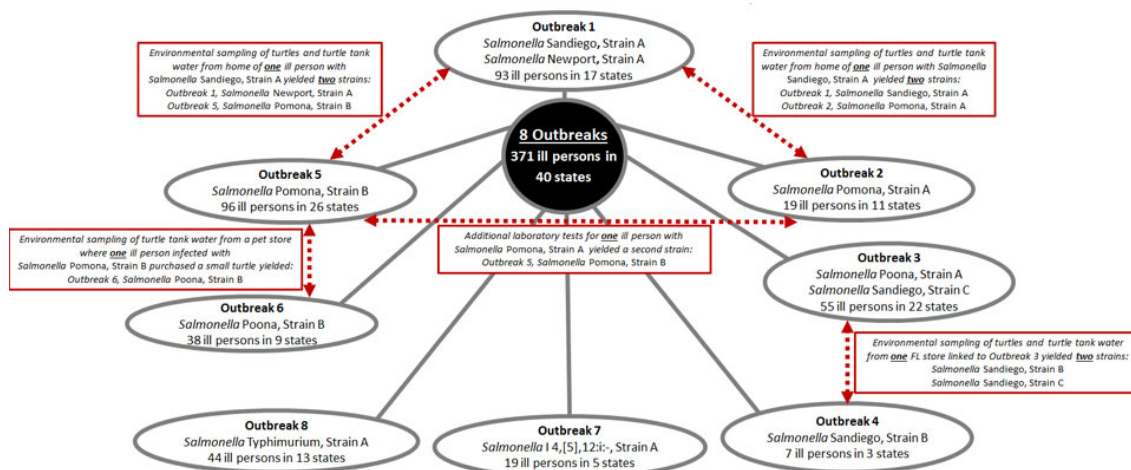 Outbreak 1
Salmonella Sandiego, Strain A
Salmonella Newport, Strain A
93 ill persons in 17 states
Environmental sampling of turtles and turtle tank
water from home of one ill person with
Salmonella Sandiego, Strain A yielded two strains:
Outbreak 1, Salmonella Newport, Strain A
Outbreak 5, Salmonella Pomona, Strain B
Environmental sampling of turtles and turtle tank
water from home of one ill person with Salmonella
Sandiego, Strain A yielded two strains:
Outbreak 1, Salmonella Sandiego, Strain A
Outbreak 2, Salmonella Pomona, Strain A
8 Outbreaks
371 ill persons in
40 states
Outbreak 5
Salmonella Pomona, Strain B
96 ill persons in 26 states
Outbreak 2
Salmonella Pomona, Strain A
19 ill persons in 11 states
Environmental sampling of turtle tank water from a pet store
where one ill person infected with
Salmonella Pomona, Strain B purchased a small turtle yielded:
Outbreak 6, Salmonella Poona, Strain B
Additional laboratory tests for one ill person with
Salmonella Pomona, Strain A yielded a second strain:
Outbreak 5, Salmonella Pomona, Strain B
Outbreak 3
Salmonella Poona, Strain A
Salmonella Sandiego, Strain C
55 ill persons in 22 states
Outbreak 6
Salmonella Poona, Strain B
38 ill persons in 9 states
Environmental sampling of turtles and turtle tank water
from one FL store linked to Outbreak 3 yielded two strains:
Salmonella Sandiego, Strain B
Salmonella Sandiego, Strain C
Outbreak 8
Salmonella Typhimurium, Strain A
44 ill persons in 13 states
Outbreak 7
Salmonella I 4,[5],12:i:-, Strain A
19 ill persons in 5 states
Outbreak 4
Salmonella Sandiego, Strain B
7 ill persons in 3 states